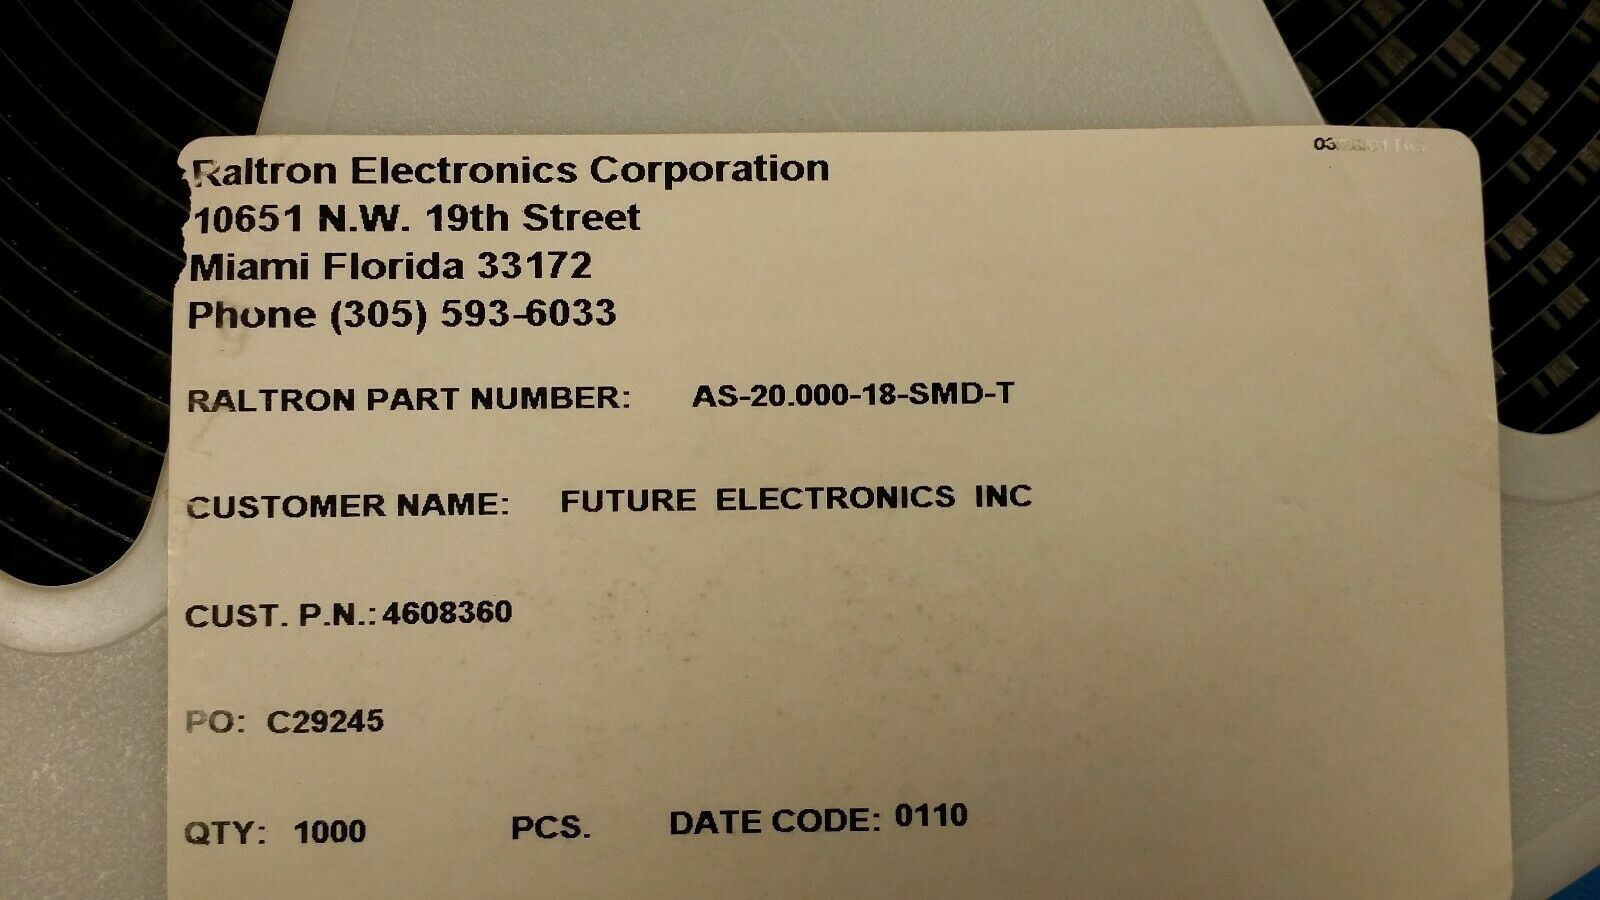 Raltron Electronics Corporation
10651 N.W. 19th Street
Miami Florida 33172
Phone (305) 593-6033
RALTRON PART NUMBER: AS-20.000-18-SMD-T
CUSTOMER NAME: FUTURE ELECTRONICS INC
CUST. P.N.: 4608360
PO: C29245
QTY: 1000 PCS. DATE CODE: 0110